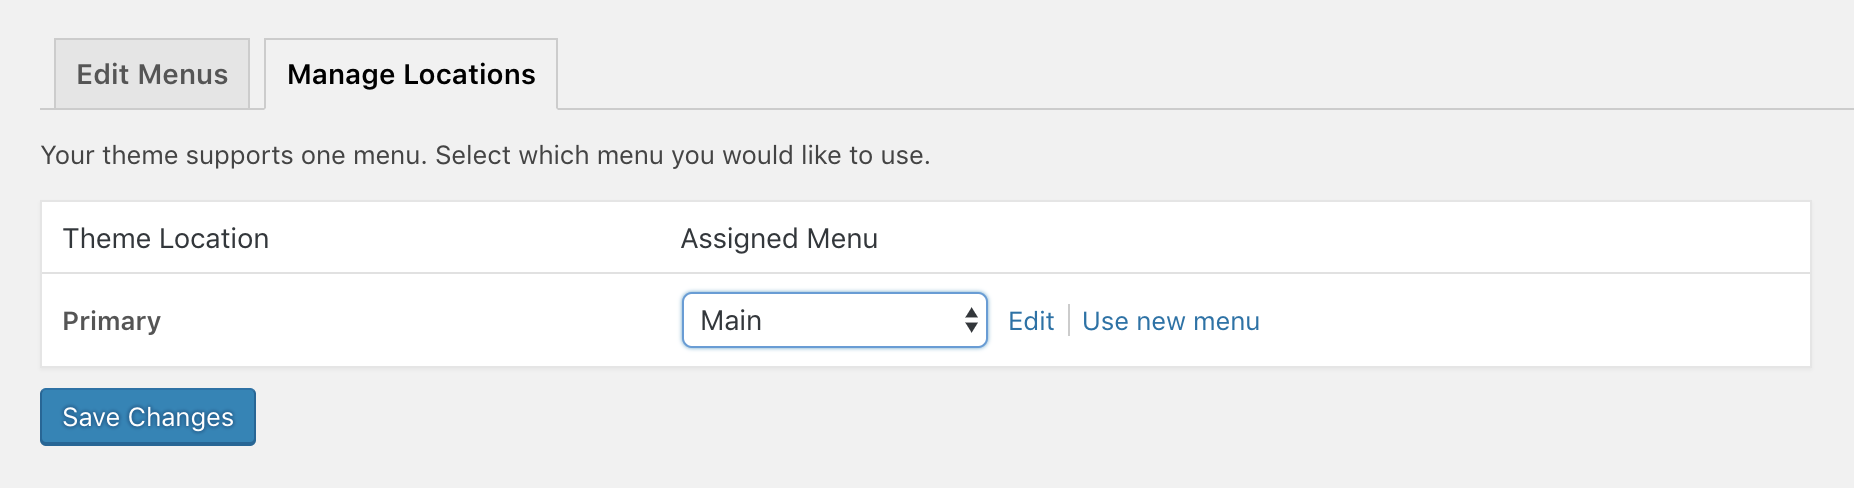 Edit Menus Manage Locations
Your theme supports one menu. Select which menu you would like to use.
Theme Location Assigned Menu
Primary Main Edit Use new menu
Save Changes